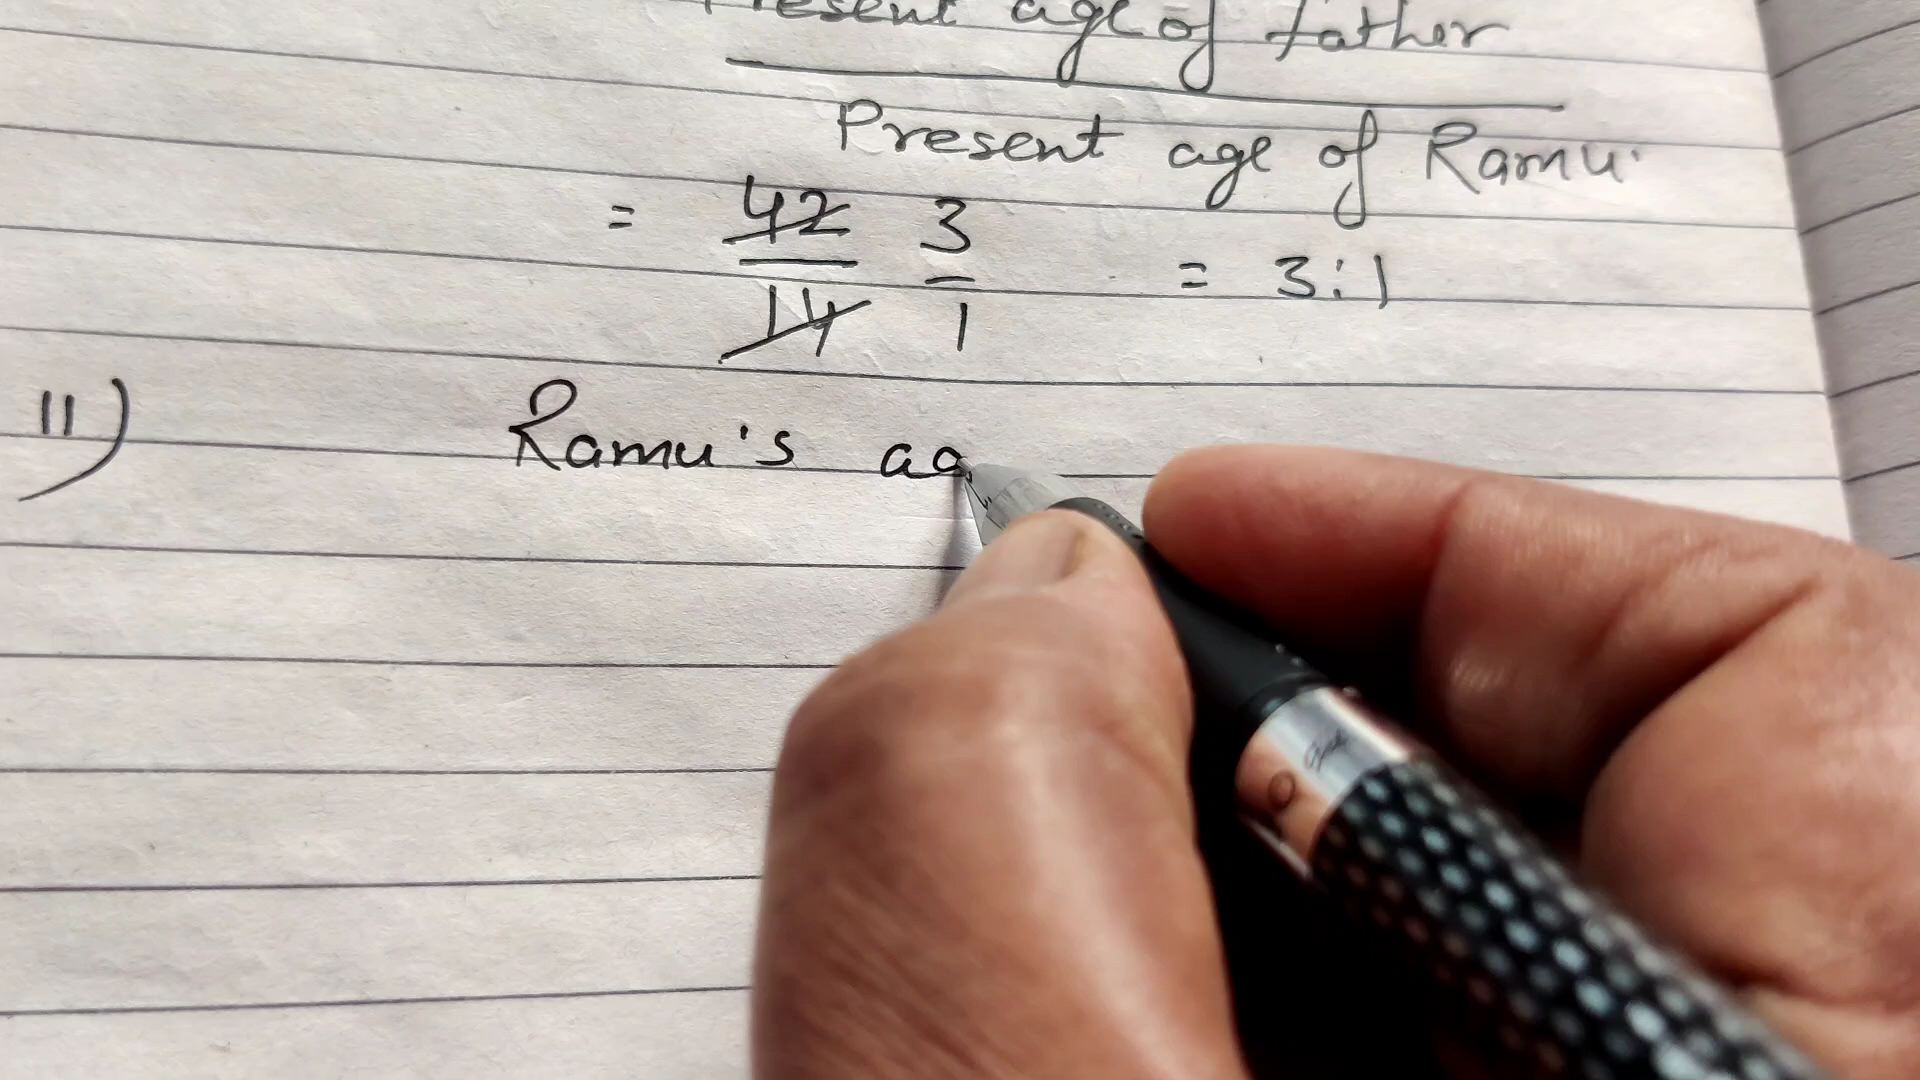 Present age of father
Present age of Ramu.
= 42/14 3/1 = 3:1
11) Ramu's ag